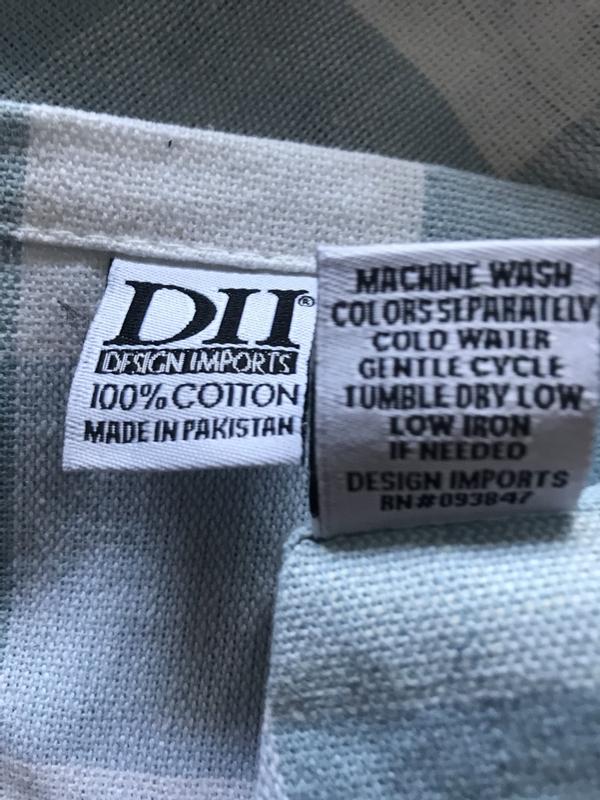 DII®
DESIGN IMPORTS
100% COTTON
MADE IN PAKISTAN
MACHINE WASH
COLORS SEPARATELY
COLD WATER
GENTLE CYCLE
TUMBLE DRY LOW
LOW IRON
IF NEEDED
DESIGN IMPORTS
RN#093847